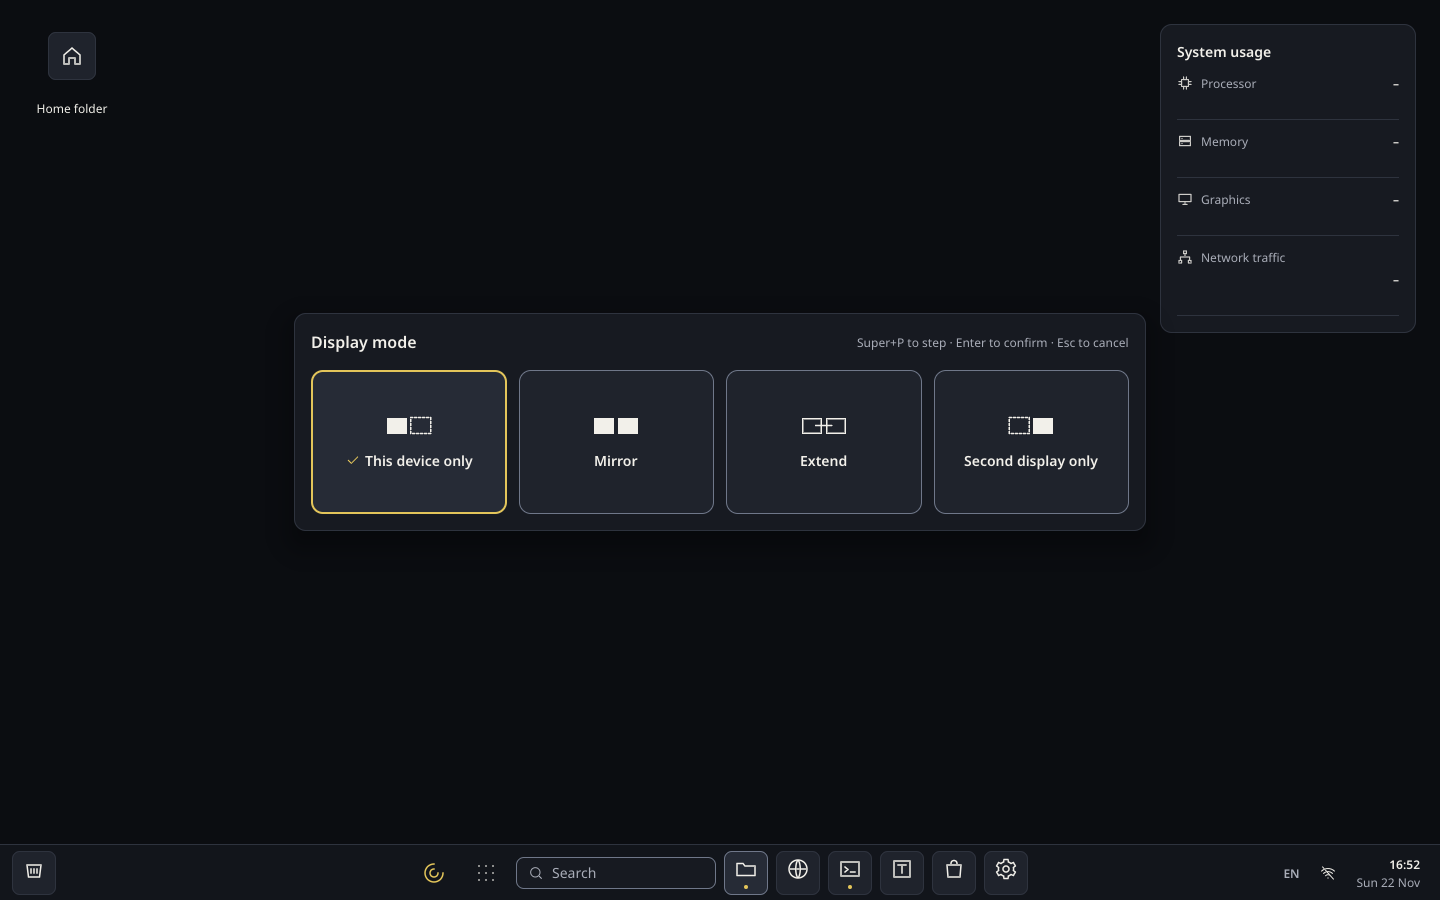 Home folder
System usage
Processor –
Memory –
Graphics –
Network traffic
–
Display mode
Super+P to step · Enter to confirm · Esc to cancel
This device only
Mirror
Extend
Second display only
Search
EN
16:52
Sun 22 Nov